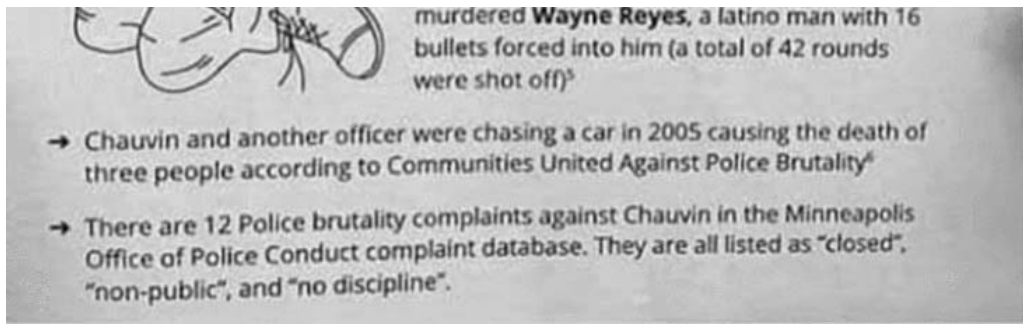 murdered Wayne Reyes, a latino man with 16
bullets forced into him (a total of 42 rounds
were shot off)⁵
→ Chauvin and another officer were chasing a car in 2005 causing the death of
three people according to Communities United Against Police Brutality⁶
→ There are 12 Police brutality complaints against Chauvin in the Minneapolis
Office of Police Conduct complaint database. They are all listed as “closed”,
“non-public”, and “no discipline”.